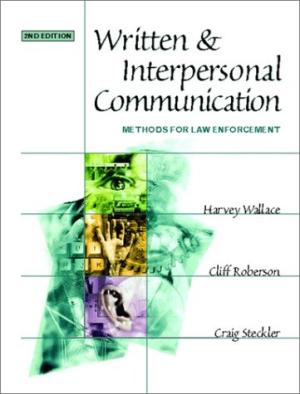 2ND EDITION
Written &
Interpersonal
Communication
METHODS FOR LAW ENFORCEMENT
Harvey Wallace
Cliff Roberson
Craig Steckler